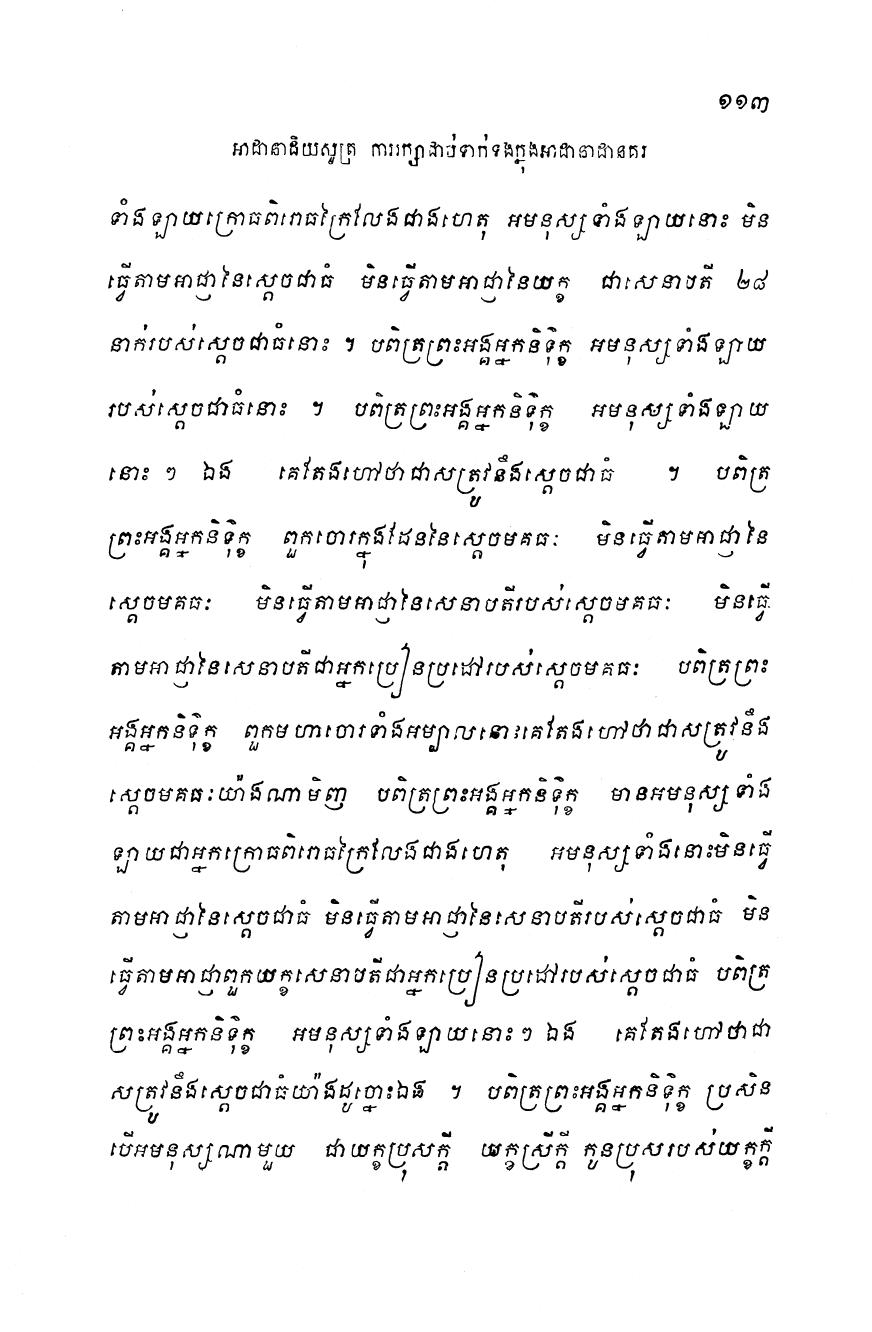 ១១៣
អាដានាដិយសូត្រ ការរក្សាជាប់ទាក់ទងក្នុងអាដានាដានគរ
ទាំងឡាយក្រោធពិរោធក្រៃលែងជាងហេតុ អមនុស្សទាំងឡាយនោះ មិន
ធ្វើតាមអាជ្ញានៃស្តេចជាធំ មិនធ្វើតាមអាជ្ញានៃយក្ខ ជាសេនាបតី ២៨
នាក់របស់ស្តេចជាធំនោះ ។ បពិត្រព្រះអង្គអ្នកនិទ៌ុក្ខ អមនុស្សទាំងឡាយ
របស់ស្តេចជាធំនោះ ។ បពិត្រព្រះអង្គអ្នកនិទ៌ុក្ខ អមនុស្សទាំងឡាយ
នោះ ៗ ឯង គេតែងហៅថាជាសត្រូវនឹងស្តេចជាធំ ។ បពិត្រ
ព្រះអង្គអ្នកនិទ៌ុក្ខ ពួកចោរក្នុងដែននៃស្តេចមគធៈ មិនធ្វើតាមអាជ្ញានៃ
ស្តេចមគធៈ មិនធ្វើតាមអាជ្ញានៃសេនាបតីរបស់ស្តេចមគធៈ មិនធ្វើ
តាមអាជ្ញានៃសេនាបតីជាអ្នកប្រៀនប្រដៅរបស់ស្តេចមគធៈ បពិត្រព្រះ
អង្គអ្នកនិទ៌ុក្ខ ពួកមហាចោរទាំងអម្បាលនោះគេតែងហៅថាជាសត្រូវនឹង
ស្តេចមគធៈយ៉ាងណាមិញ បពិត្រព្រះអង្គអ្នកនិទ៌ុក្ខ មានអមនុស្សទាំង
ឡាយជាអ្នកក្រោធពិរោធក្រៃលែងជាងហេតុ អមនុស្សទាំងនោះមិនធ្វើ
តាមអាជ្ញានៃស្តេចជាធំ មិនធ្វើតាមអាជ្ញានៃសេនាបតីរបស់ស្តេចជាធំ មិន
ធ្វើតាមអាជ្ញាពួកយក្ខសេនាបតីជាអ្នកប្រៀនប្រដៅរបស់ស្តេចជាធំ បពិត្រ
ព្រះអង្គអ្នកនិទ៌ុក្ខ អមនុស្សទាំងឡាយនោះ ៗ ឯង គេតែងហៅថាជា
សត្រូវនឹងស្តេចជាធំយ៉ាងដូច្នោះឯង ។ បពិត្រព្រះអង្គអ្នកនិទ៌ុក្ខ ប្រសិន
បើអមនុស្សណាមួយ ជាយក្ខប្រុសក្តី យក្ខស្រីក្តី កូនប្រុសរបស់យក្ខក្តី